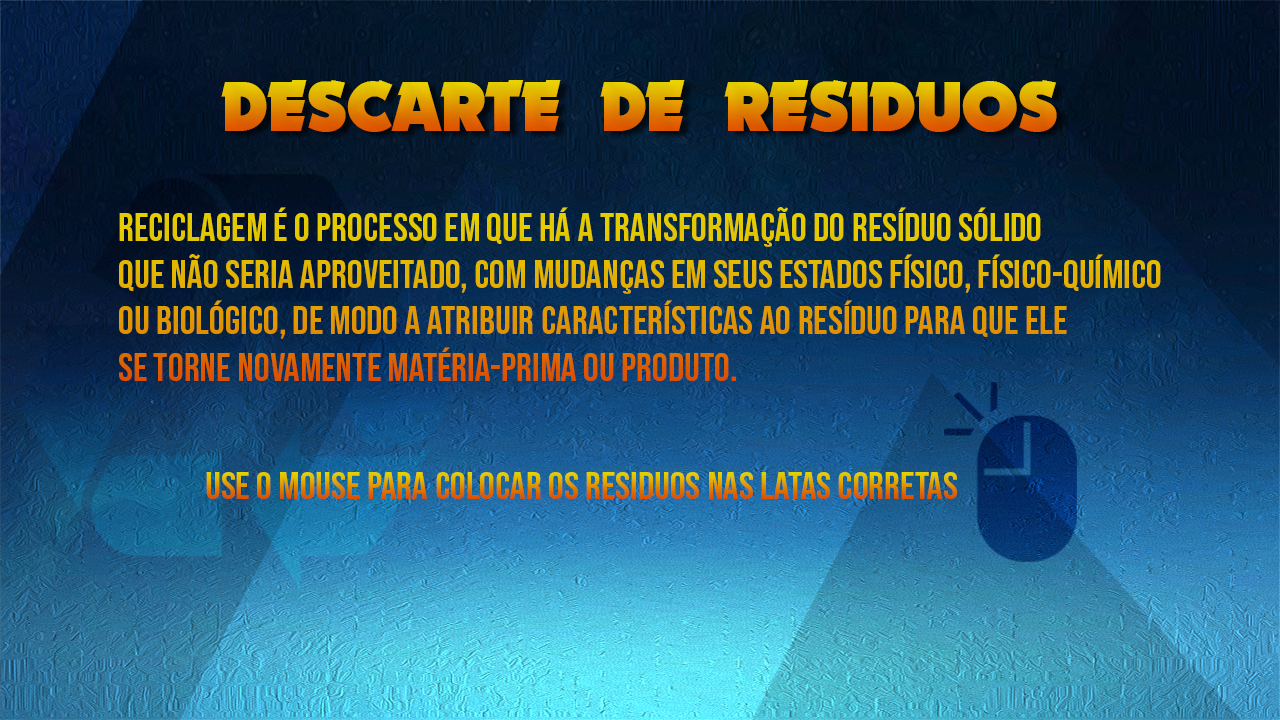 DESCARTE DE RESIDUOS
RECICLAGEM É O PROCESSO EM QUE HÁ A TRANSFORMAÇÃO DO RESÍDUO SÓLIDO
QUE NÃO SERIA APROVEITADO, COM MUDANÇAS EM SEUS ESTADOS FÍSICO, FÍSICO-QUÍMICO
OU BIOLÓGICO, DE MODO A ATRIBUIR CARACTERÍSTICAS AO RESÍDUO PARA QUE ELE
SE TORNE NOVAMENTE MATÉRIA-PRIMA OU PRODUTO.
USE O MOUSE PARA COLOCAR OS RESIDUOS NAS LATAS CORRETAS